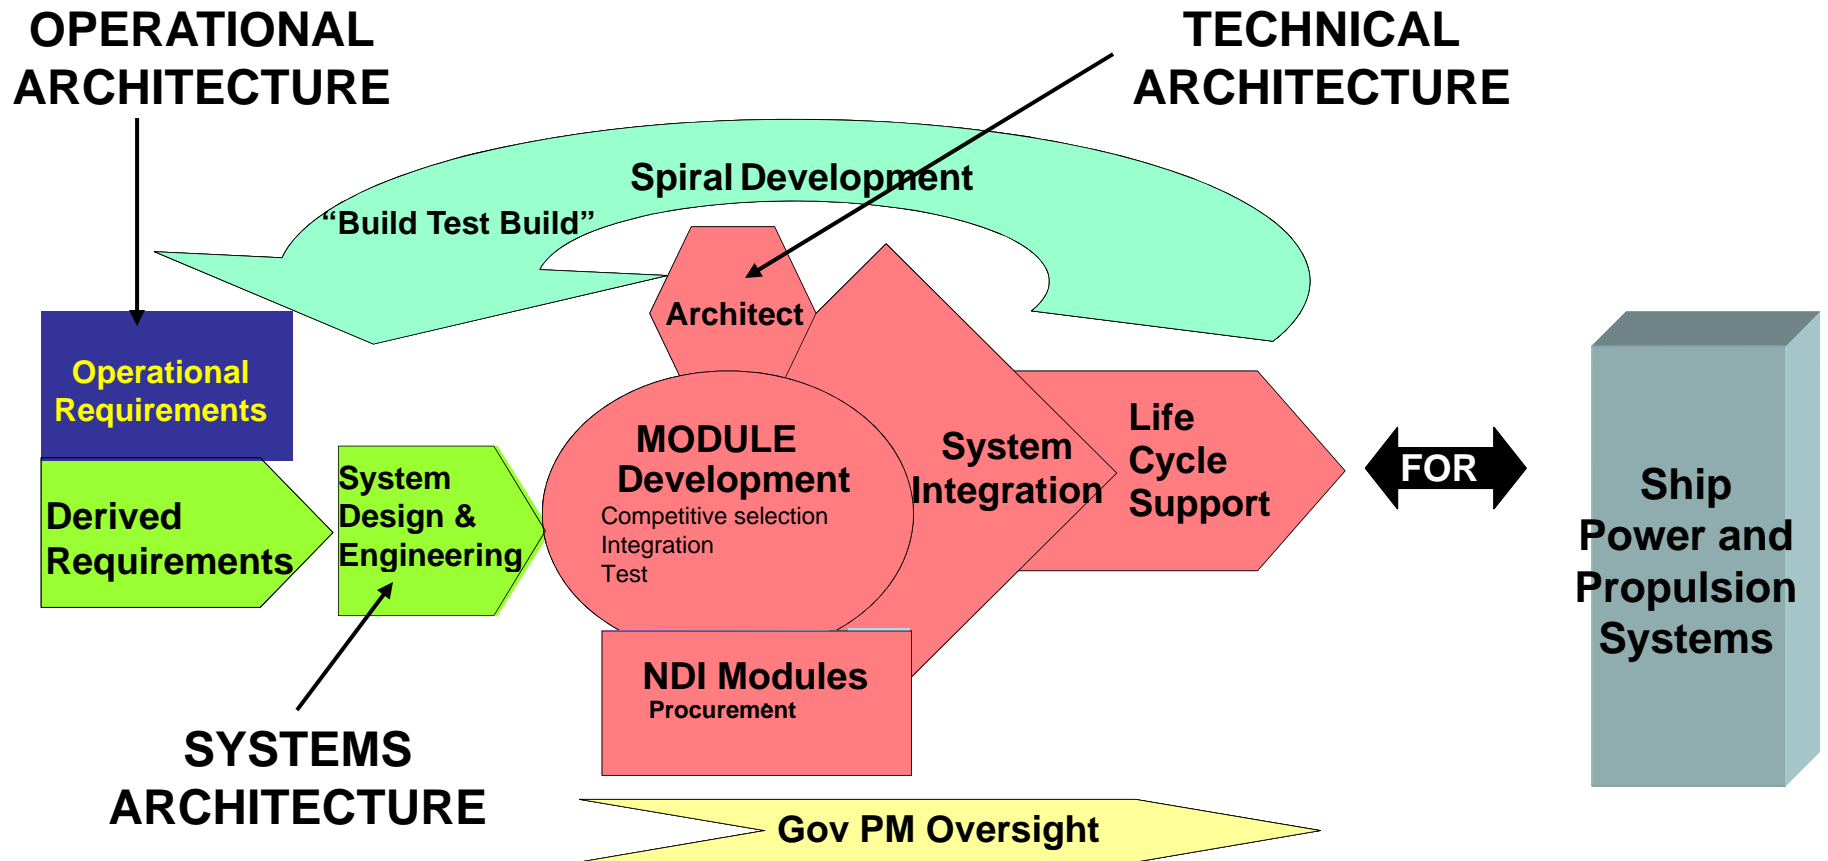 OPERATIONAL
ARCHITECTURE
TECHNICAL
ARCHITECTURE
Spiral Development
“Build Test Build”
Architect
Operational
Requirements
Derived
Requirements
System
Design &
Engineering
MODULE
Development
Competitive selection
Integration
Test
System
Integration
Life
Cycle
Support
FOR
Ship
Power and
Propulsion
Systems
NDI Modules
Procurement
SYSTEMS
ARCHITECTURE
Gov PM Oversight